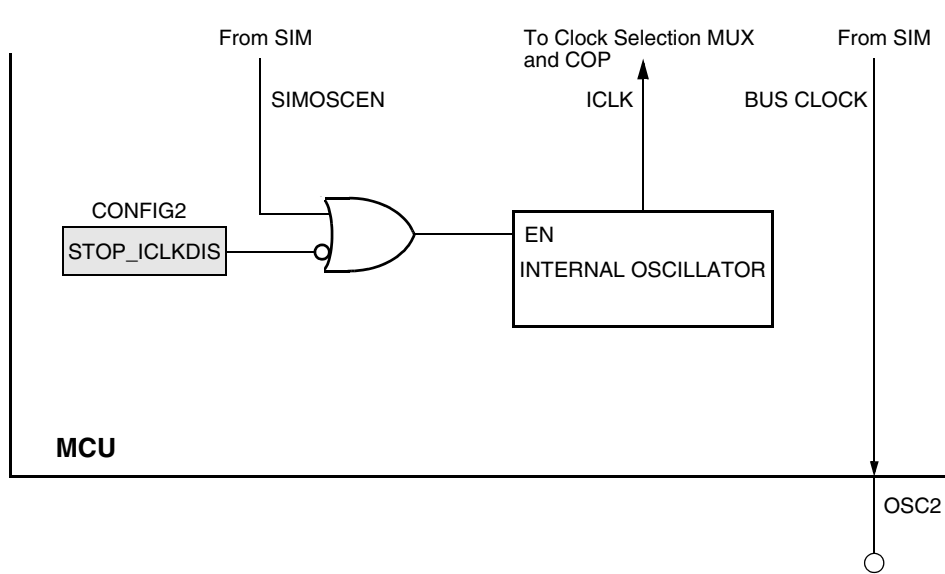 From SIM
To Clock Selection MUX
and COP
From SIM
SIMOSCEN
ICLK
BUS CLOCK
CONFIG2
STOP_ICLKDIS
EN
INTERNAL OSCILLATOR
MCU
OSC2